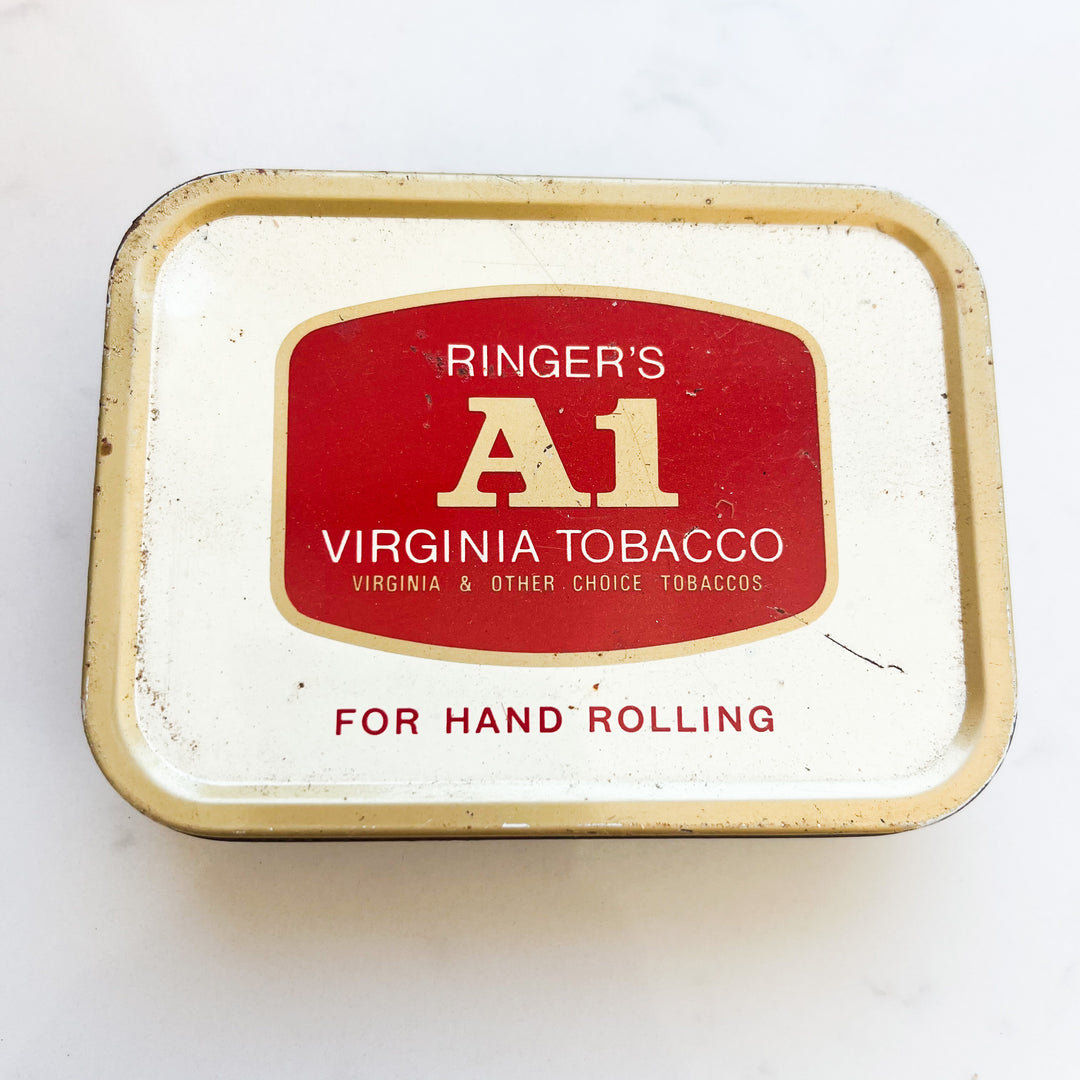 RINGER'S
A1
VIRGINIA TOBACCO
VIRGINIA & OTHER CHOICE TOBACCOS
FOR HAND ROLLING